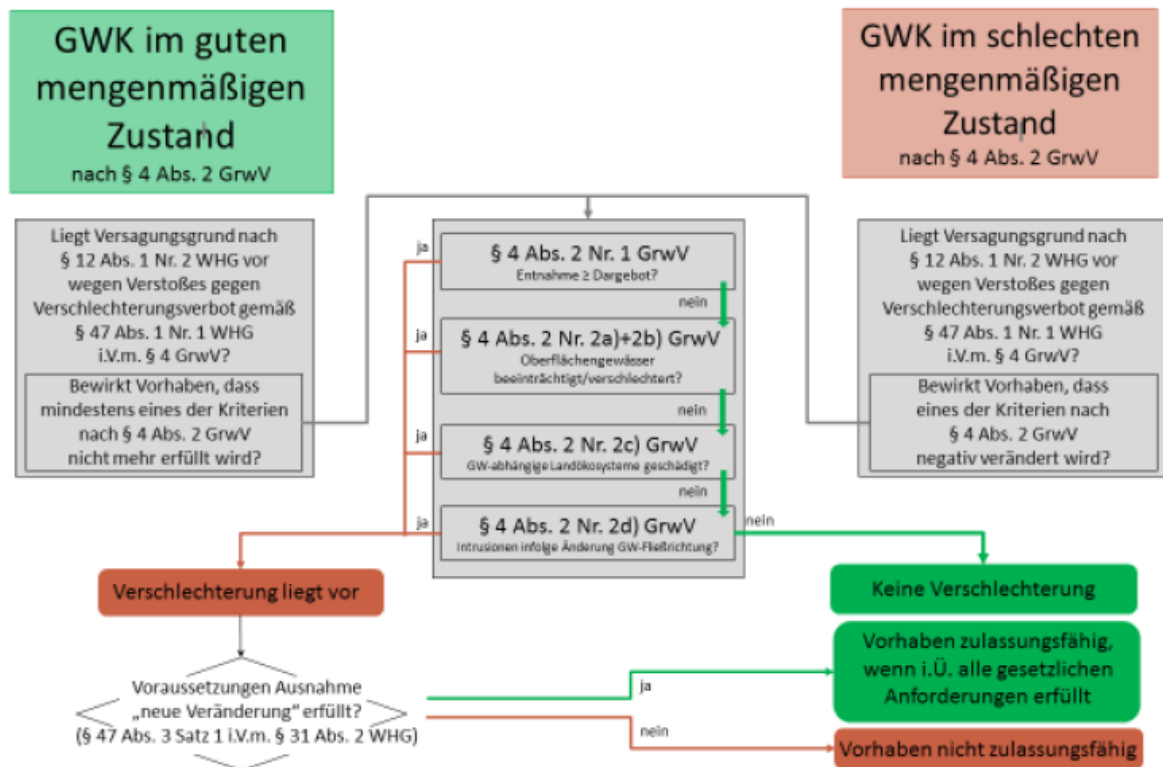 GWK im guten
mengenmäßigen
Zustand
nach § 4 Abs. 2 GrwV
GWK im schlechten
mengenmäßigen
Zustand
nach § 4 Abs. 2 GrwV
Liegt Versagungsgrund nach
§ 12 Abs. 1 Nr. 2 WHG vor
wegen Verstoßes gegen
Verschlechterungsverbot gemäß
§ 47 Abs. 1 Nr. 1 WHG
i.V.m. § 4 GrwV?
Bewirkt Vorhaben, dass
mindestens eines der Kriterien
nach § 4 Abs. 2 GrwV
nicht mehr erfüllt wird?
ja
§ 4 Abs. 2 Nr. 1 GrwV
Entnahme ≥ Dargebot?
nein
ja
§ 4 Abs. 2 Nr. 2a)+2b) GrwV
Oberflächengewässer
beeinträchtigt/verschlechtert?
nein
ja
§ 4 Abs. 2 Nr. 2c) GrwV
GW-abhängige Landökosysteme geschädigt?
nein
ja
§ 4 Abs. 2 Nr. 2d) GrwV
Intrusionen infolge Änderung GW-Fließrichtung?
nein
Liegt Versagungsgrund nach
§ 12 Abs. 1 Nr. 2 WHG vor
wegen Verstoßes gegen
Verschlechterungsverbot gemäß
§ 47 Abs. 1 Nr. 1 WHG
i.V.m. § 4 GrwV?
Bewirkt Vorhaben, dass
eines der Kriterien nach
§ 4 Abs. 2 GrwV
negativ verändert wird?
Verschlechterung liegt vor
Keine Verschlechterung
Voraussetzungen Ausnahme
„neue Veränderung“ erfüllt?
(§ 47 Abs. 3 Satz 1 i.V.m. § 31 Abs. 2 WHG)
ja
Vorhaben zulassungsfähig,
wenn i.Ü. alle gesetzlichen
Anforderungen erfüllt
nein
Vorhaben nicht zulassungsfähig